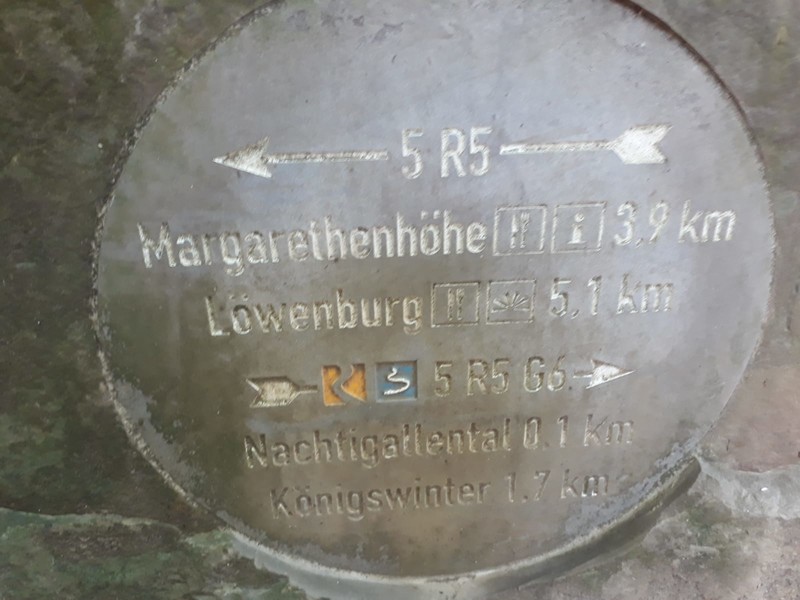 5 R5
Margarethenhöhe i 3,9 km
Löwenburg 5,1 km
5 R5 G6
Nachtigallental 0,1 km
Königswinter 1,7 km